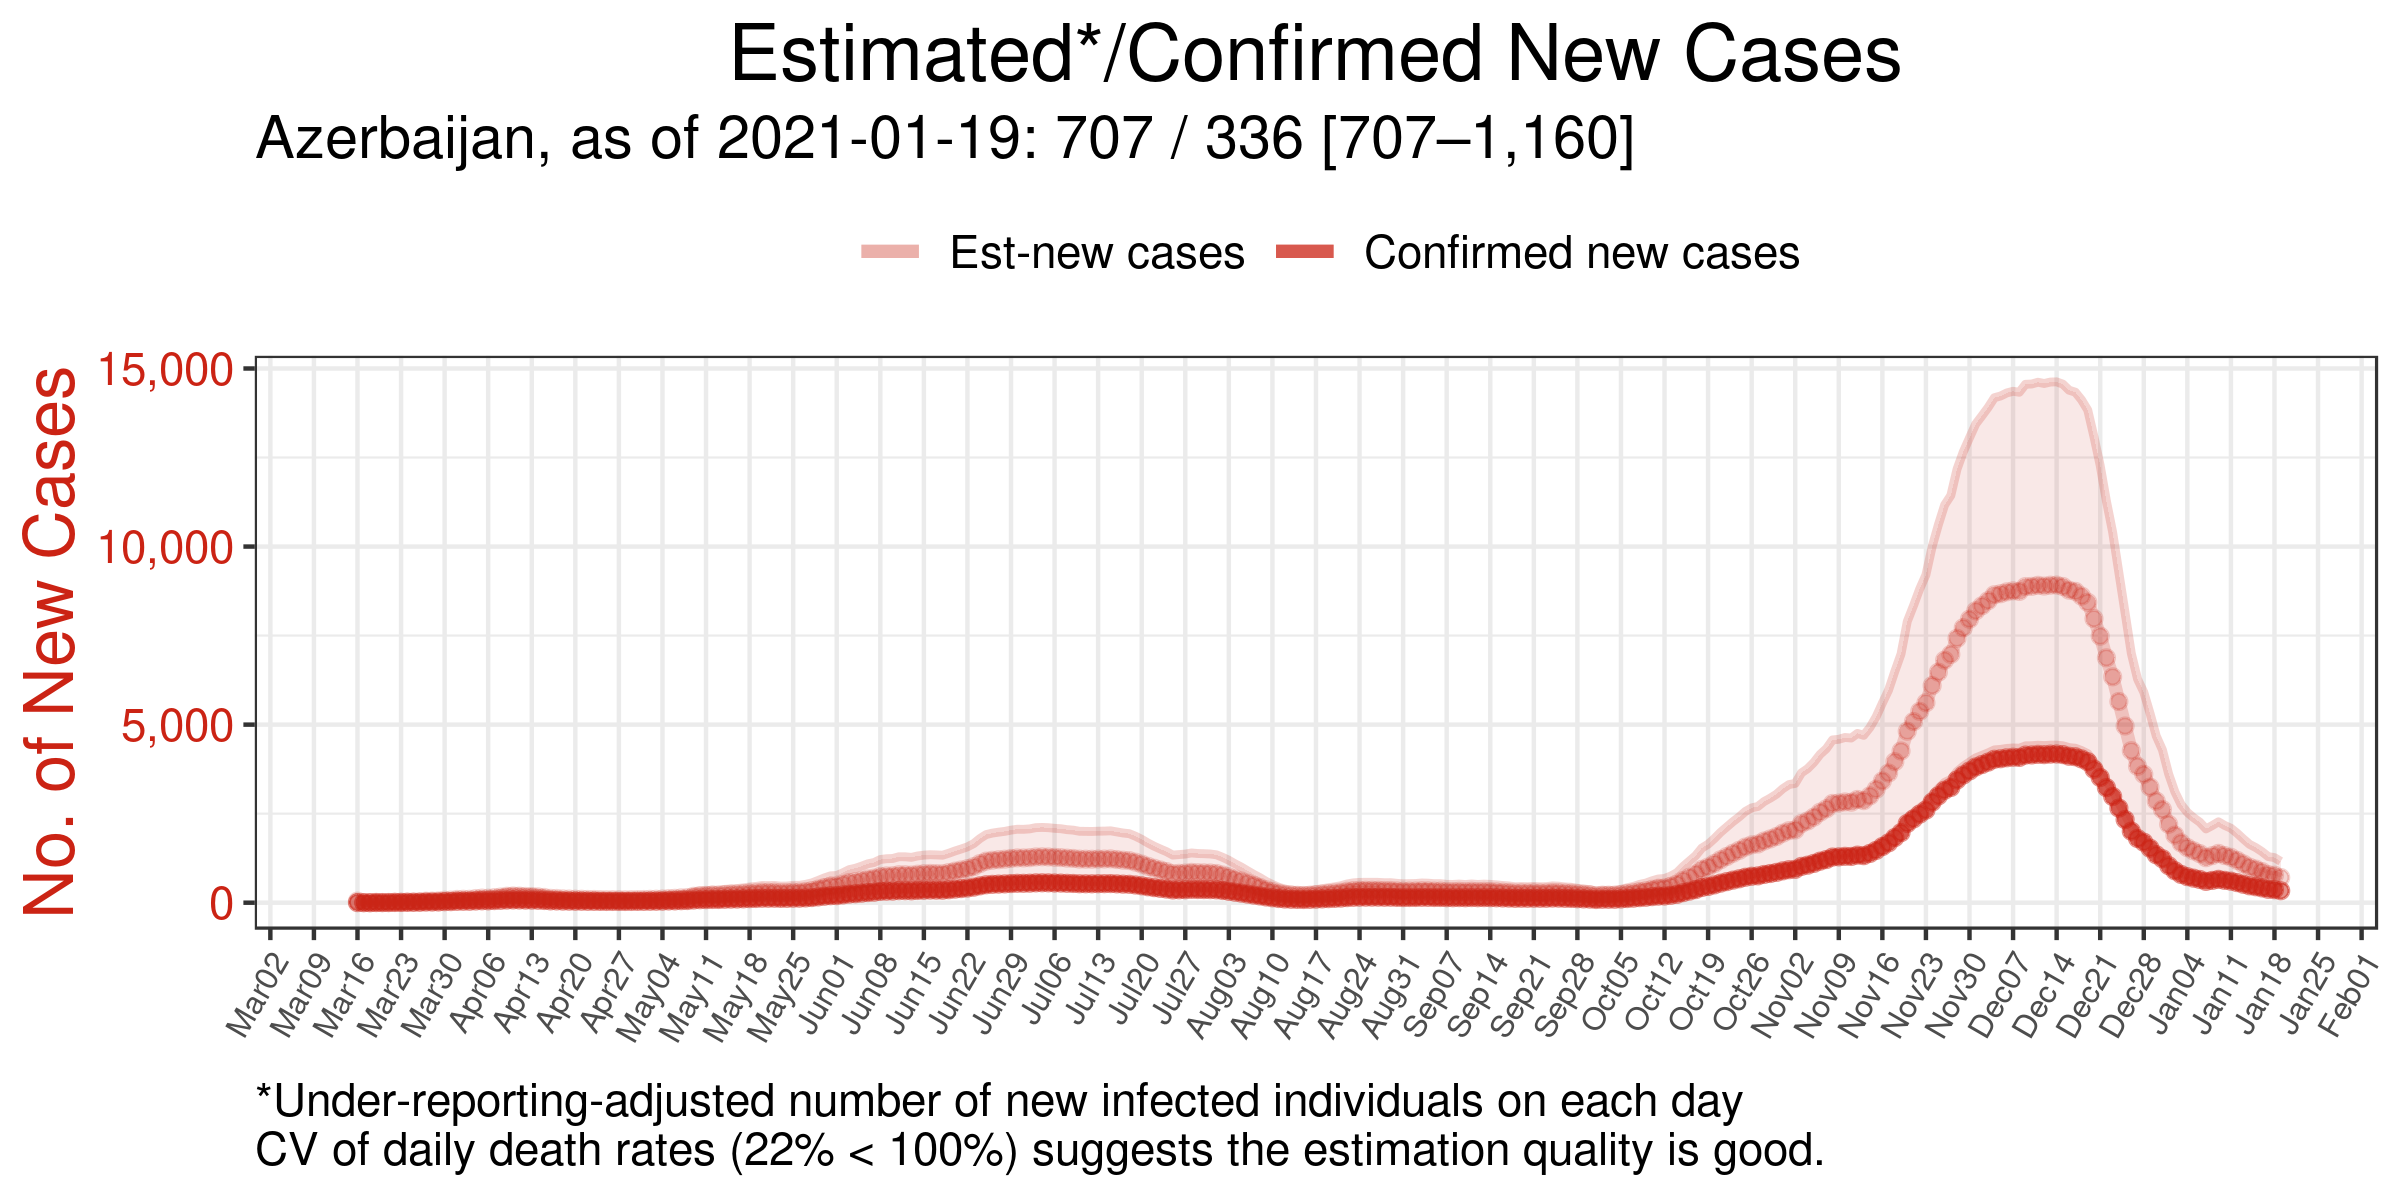 Estimated*/Confirmed New Cases
Azerbaijan, as of 2021-01-19: 707 / 336 [707–1,160]
Est-new cases
Confirmed new cases
No. of New Cases
15,000
10,000
5,000
0
Mar02
Mar09
Mar16
Mar23
Mar30
Apr06
Apr13
Apr20
Apr27
May04
May11
May18
May25
Jun01
Jun08
Jun15
Jun22
Jun29
Jul06
Jul13
Jul20
Jul27
Aug03
Aug10
Aug17
Aug24
Aug31
Sep07
Sep14
Sep21
Sep28
Oct05
Oct12
Oct19
Oct26
Nov02
Nov09
Nov16
Nov23
Nov30
Dec07
Dec14
Dec21
Dec28
Jan04
Jan11
Jan18
Jan25
Feb01
*Under-reporting-adjusted number of new infected individuals on each day
CV of daily death rates (22% < 100%) suggests the estimation quality is good.